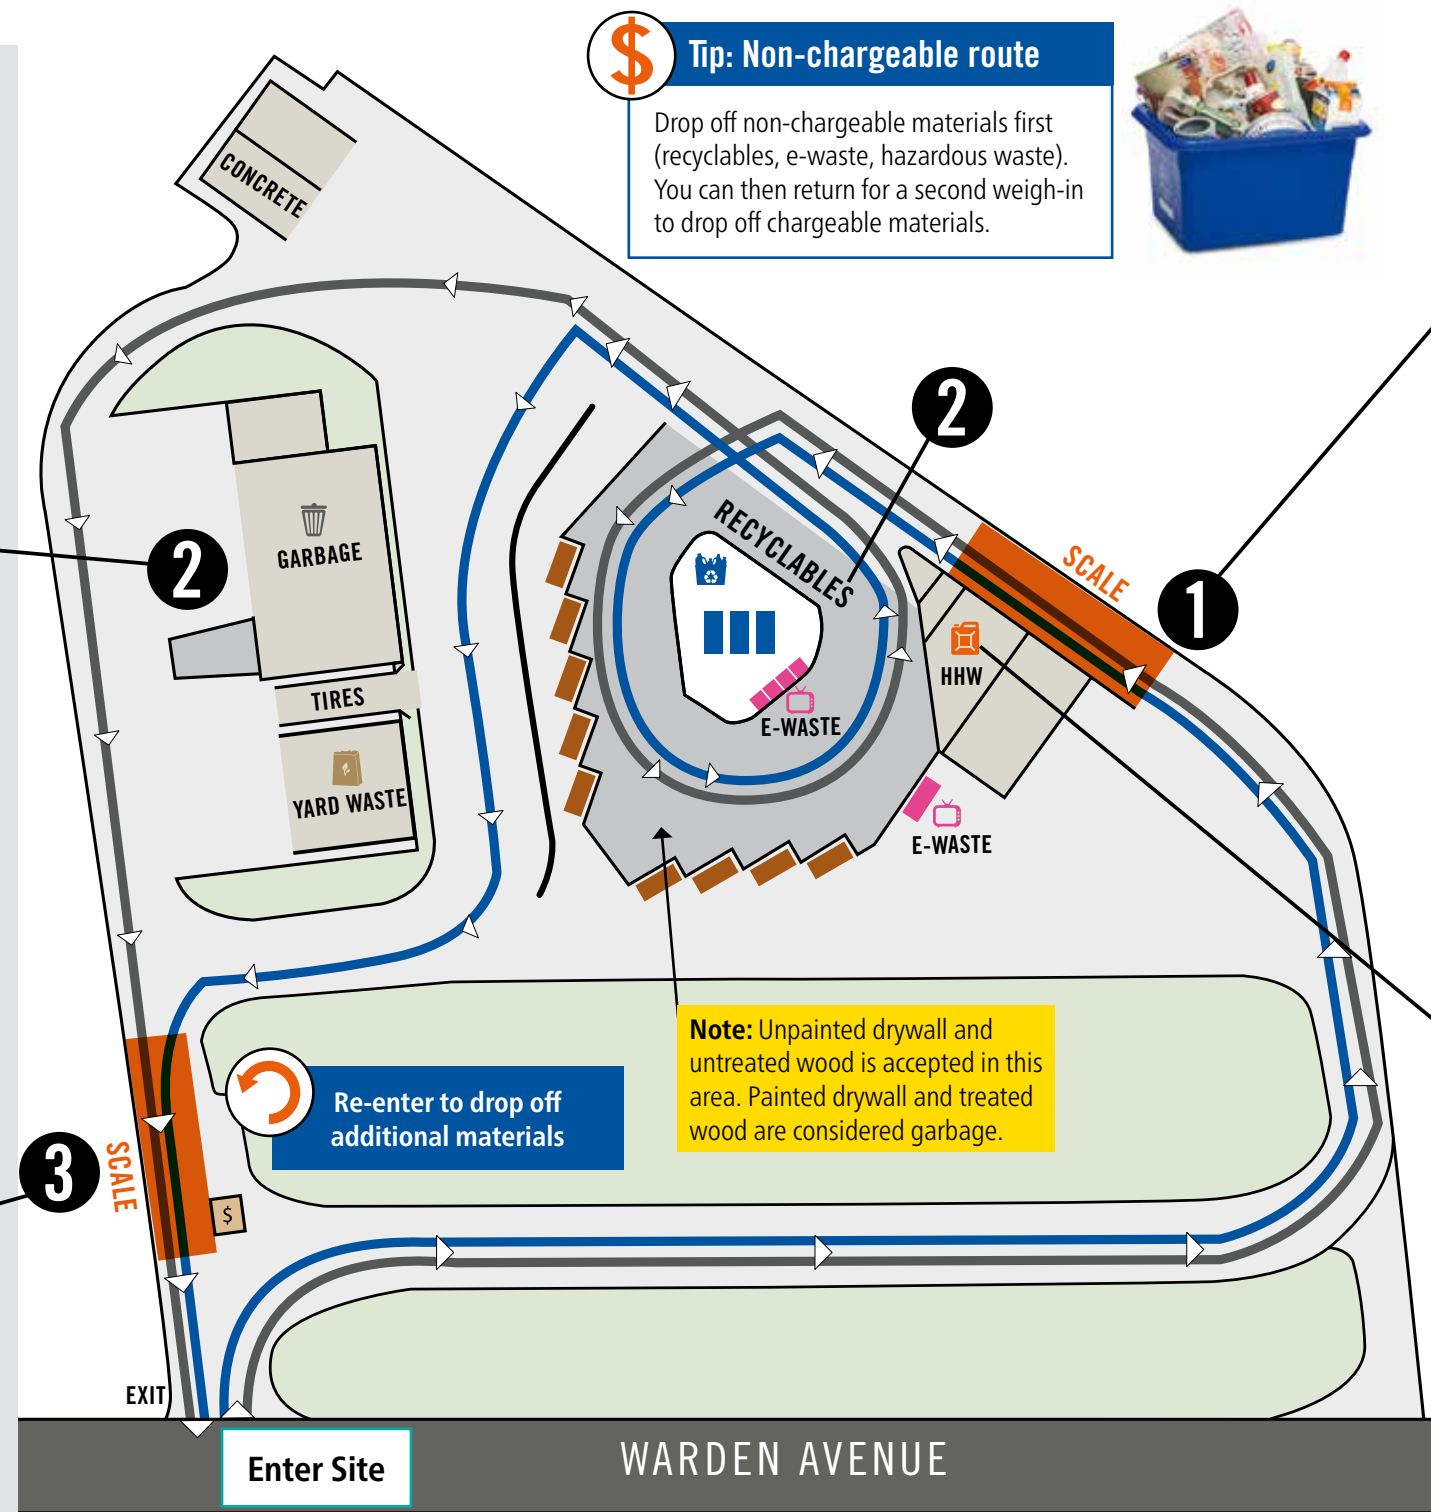 $
Tip: Non-chargeable route
Drop off non-chargeable materials first
(recyclables, e-waste, hazardous waste).
You can then return for a second weigh-in
to drop off chargeable materials.
CONCRETE
2
RECYCLABLES
SCALE
1
GARBAGE
2
HHW
TIRES
E-WASTE
YARD WASTE
E-WASTE
Note: Unpainted drywall and
untreated wood is accepted in this
area. Painted drywall and treated
wood are considered garbage.
Re-enter to drop off
additional materials
SCALE
3
$
EXIT
Enter Site
WARDEN AVENUE